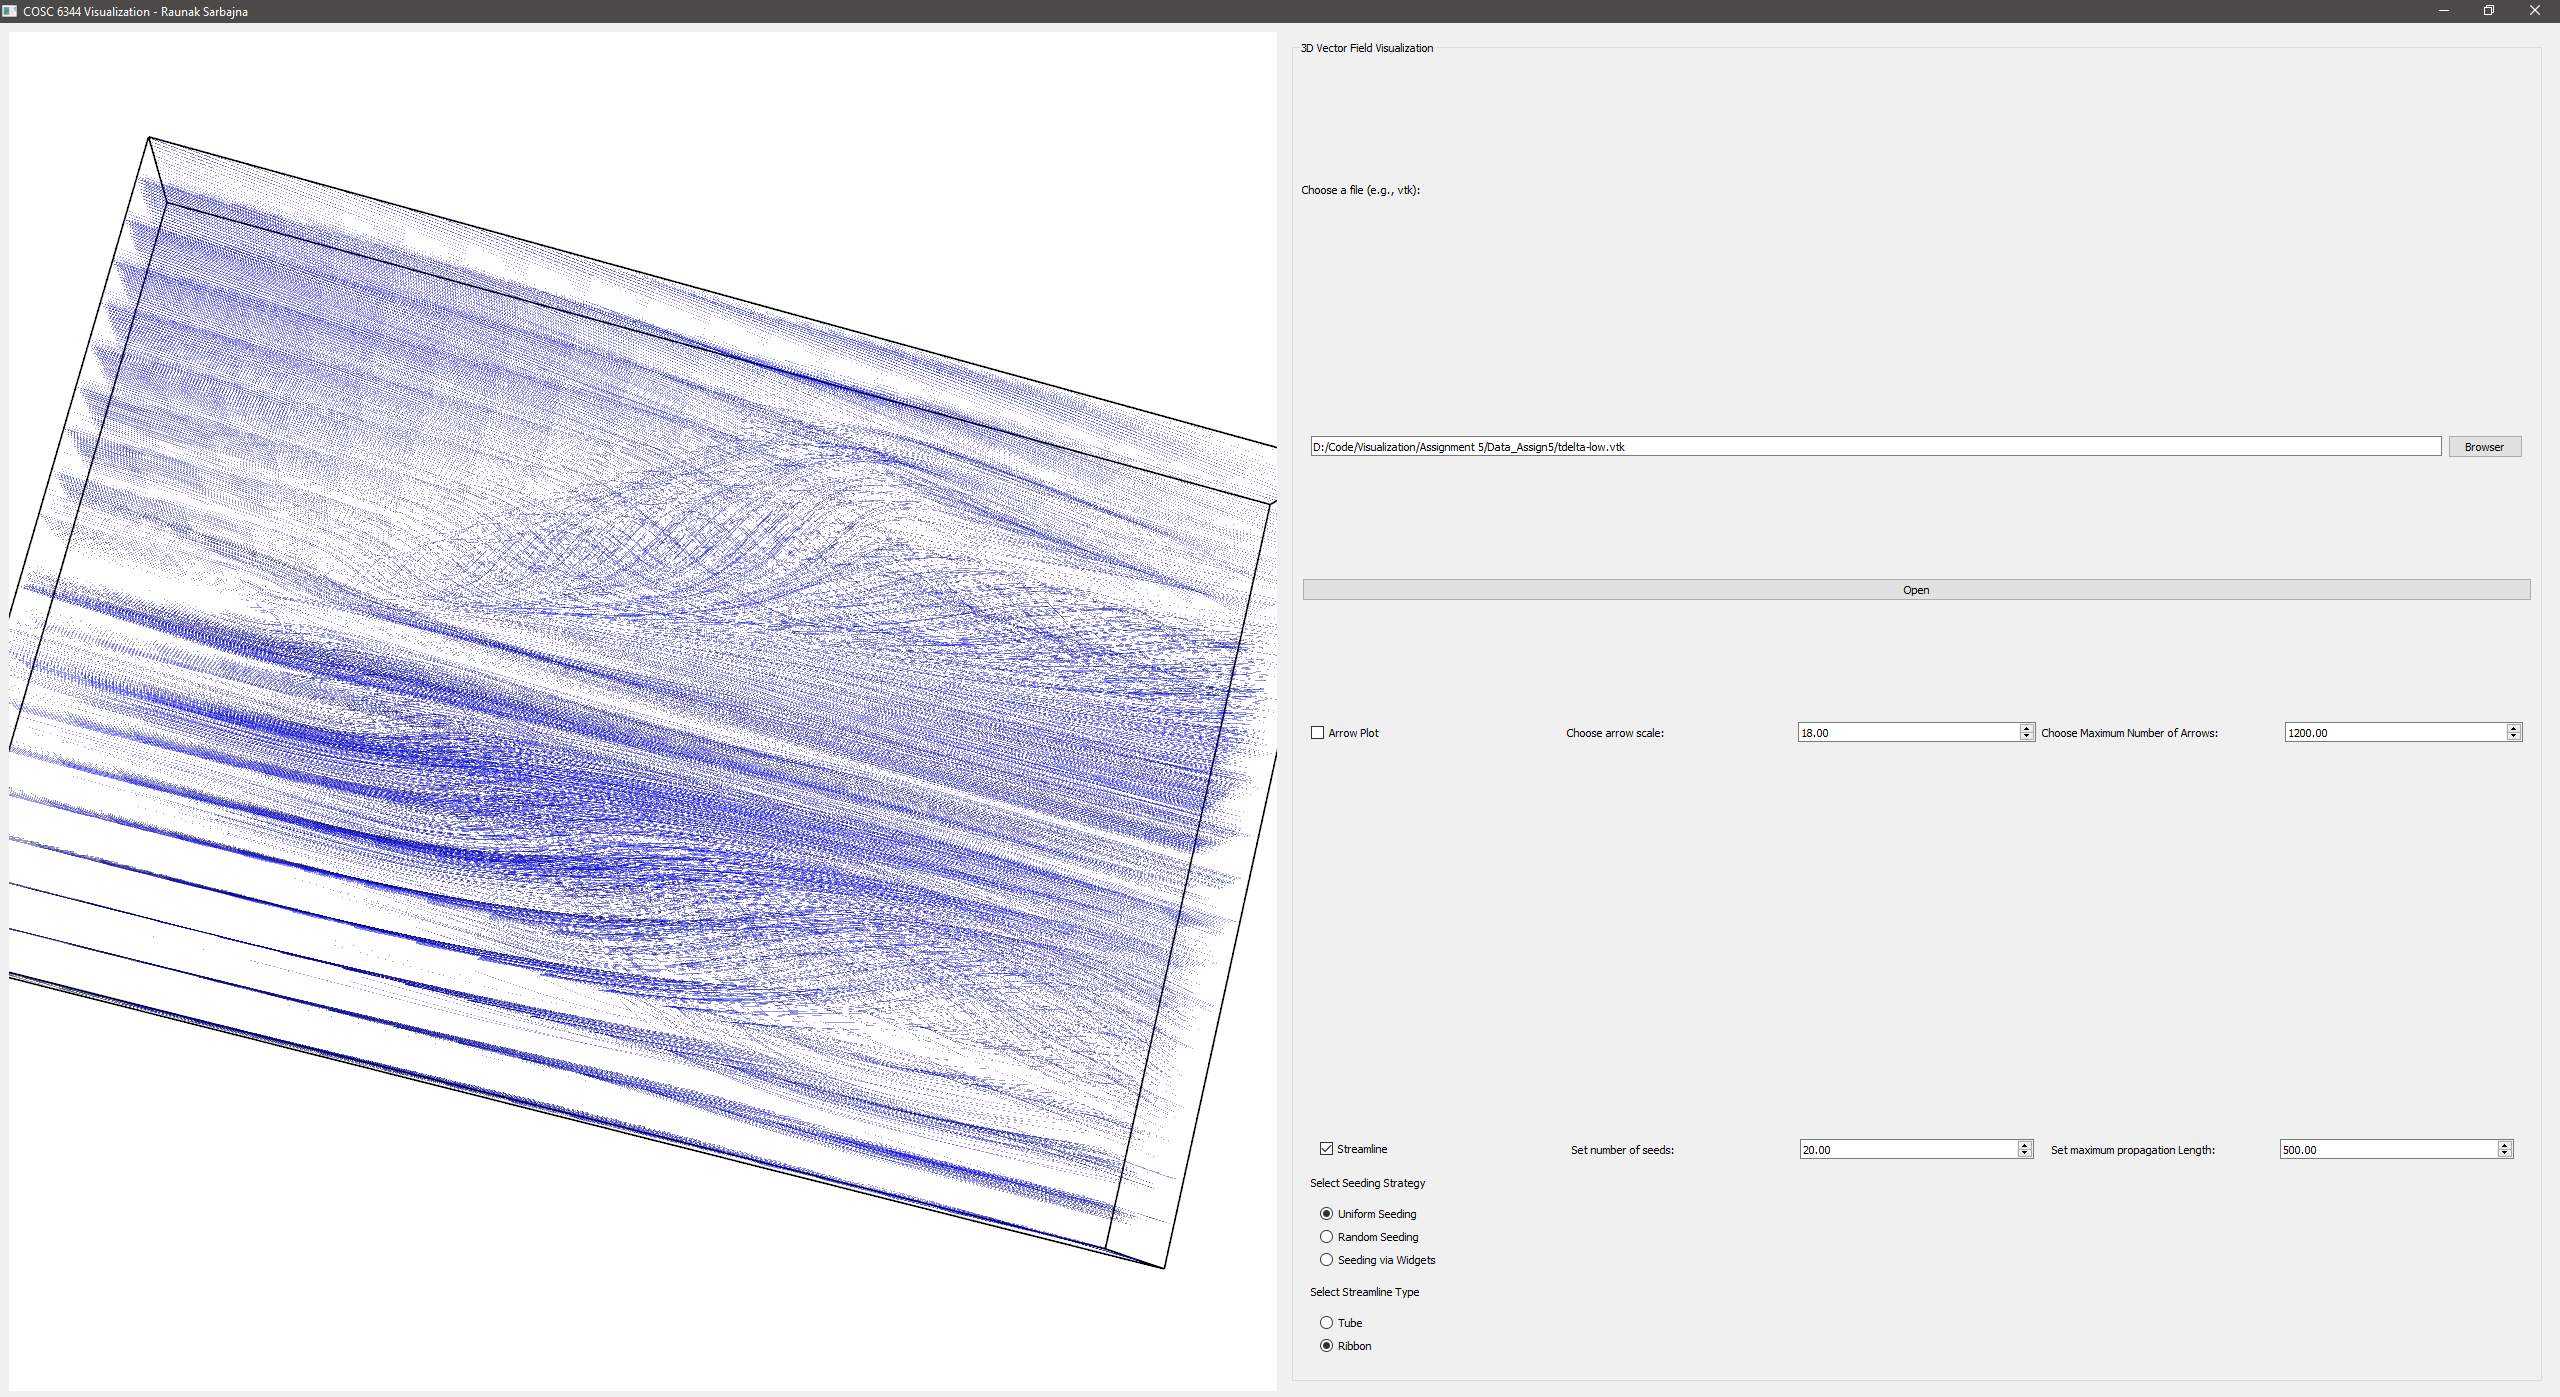 COSC 6344 Visualization - Raunak Sarbajna
3D Vector Field Visualization
Choose a file (e.g., vtk):
D:/Code/Visualization/Assignment 5/Data_Assign5/tdelta-low.vtk Browser
Open
Arrow Plot Choose arrow scale: 18.00 Choose Maximum Number of Arrows: 1200.00
Streamline Set number of seeds: 20.00 Set maximum propagation Length: 500.00
Select Seeding Strategy
Uniform Seeding
Random Seeding
Seeding via Widgets
Select Streamline Type
Tube
Ribbon